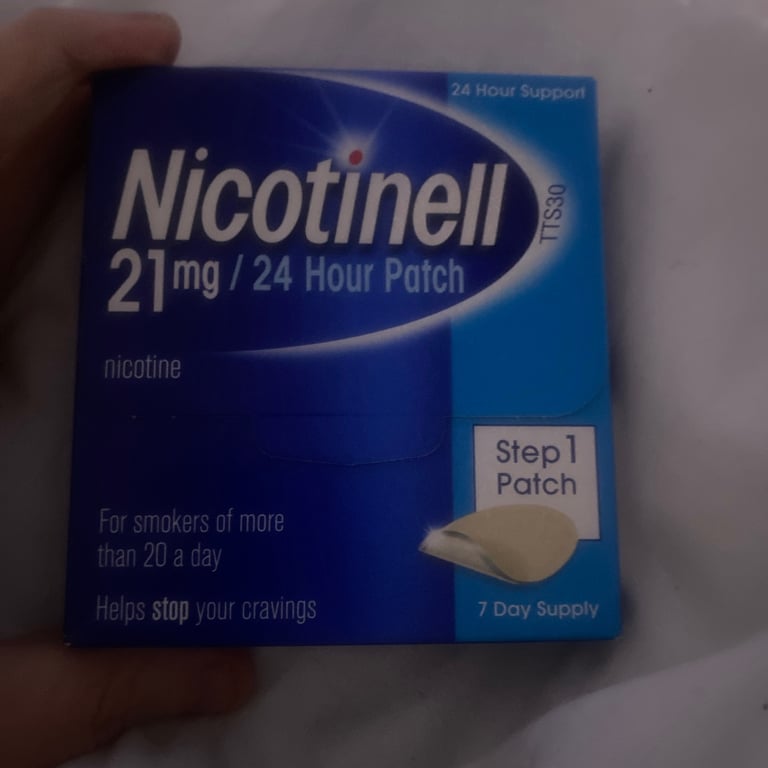 24 Hour Support
Nicotinell
TTS30
21mg / 24 Hour Patch
nicotine
Step 1
Patch
For smokers of more
than 20 a day
Helps stop your cravings
7 Day Supply